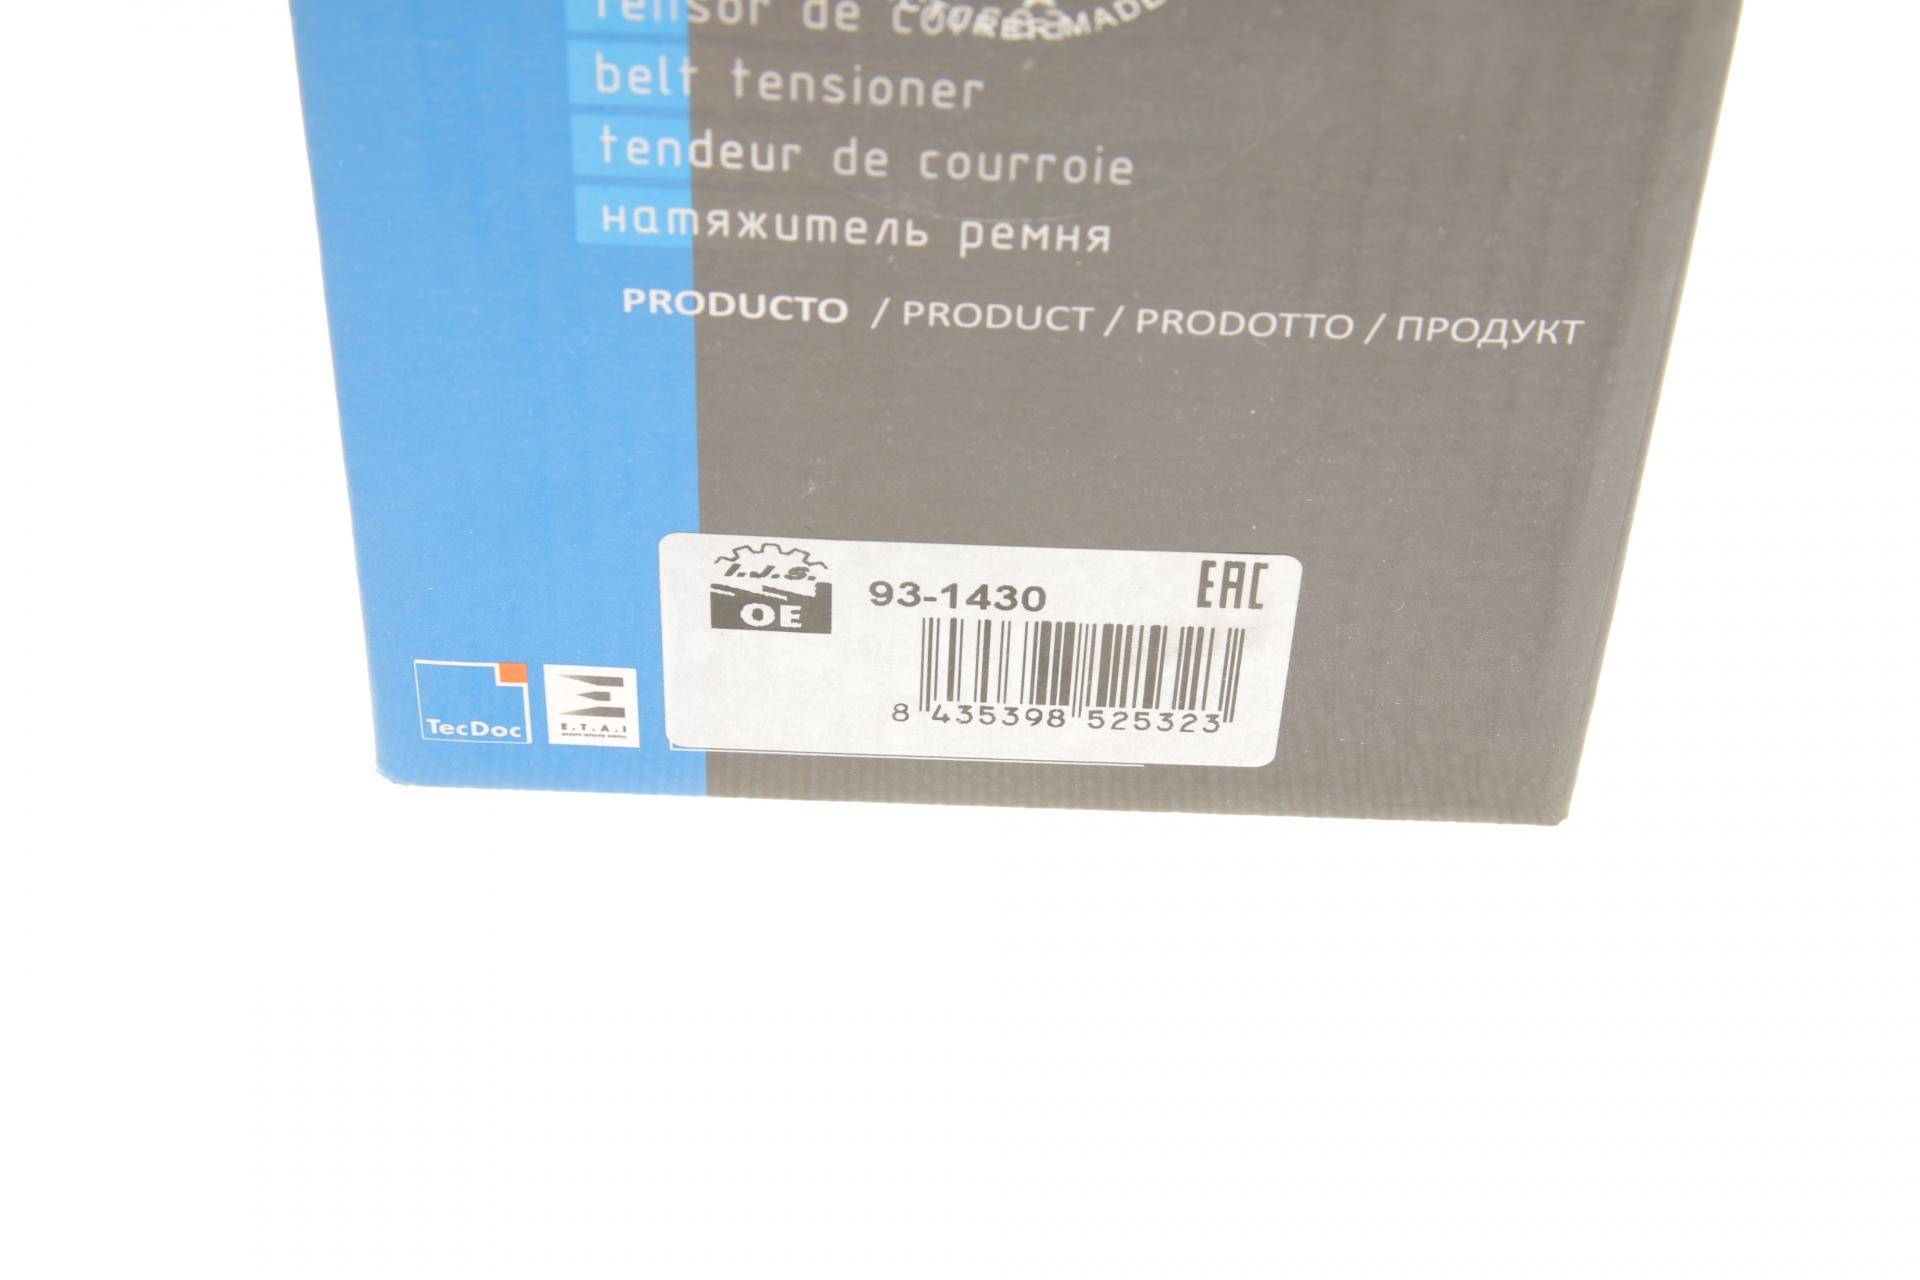 Tensor de correa
belt tensioner
tendeur de courroie
натяжитель ремня
PRODUCTO / PRODUCT / PRODOTTO / ПРОДУКТ
I.J.S.
OE
93-1430
EAC
8 435398 525323
TecDoc
E.T.A.I